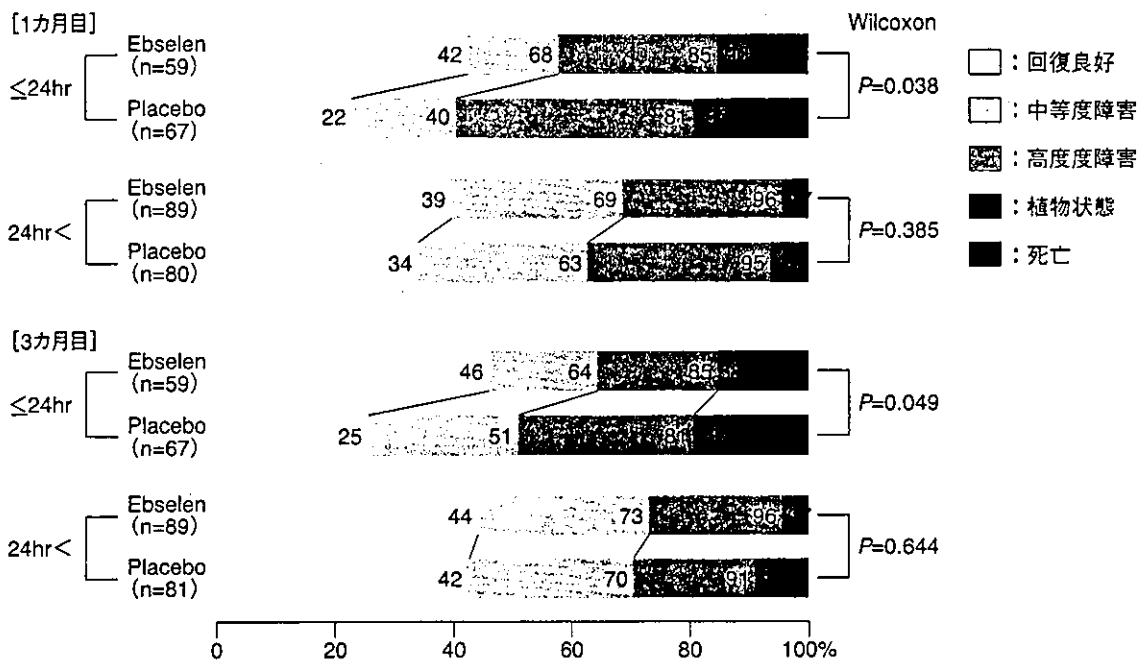 [1カ月目]
Wilcoxon
≤24hr
Ebselen
(n=59)
42 68 85
Placebo
(n=67)
22 40 81
P=0.038
24hr<
Ebselen
(n=89)
39 69 96
Placebo
(n=80)
34 63 95
P=0.385
[3カ月目]
≤24hr
Ebselen
(n=59)
46 64 85
Placebo
(n=67)
25 51
P=0.049
24hr<
Ebselen
(n=89)
44 73 96
Placebo
(n=81)
42 70 91
P=0.644
0 20 40 60 80 100%
:回復良好
:中等度障害
:高度度障害
:植物状態
:死亡